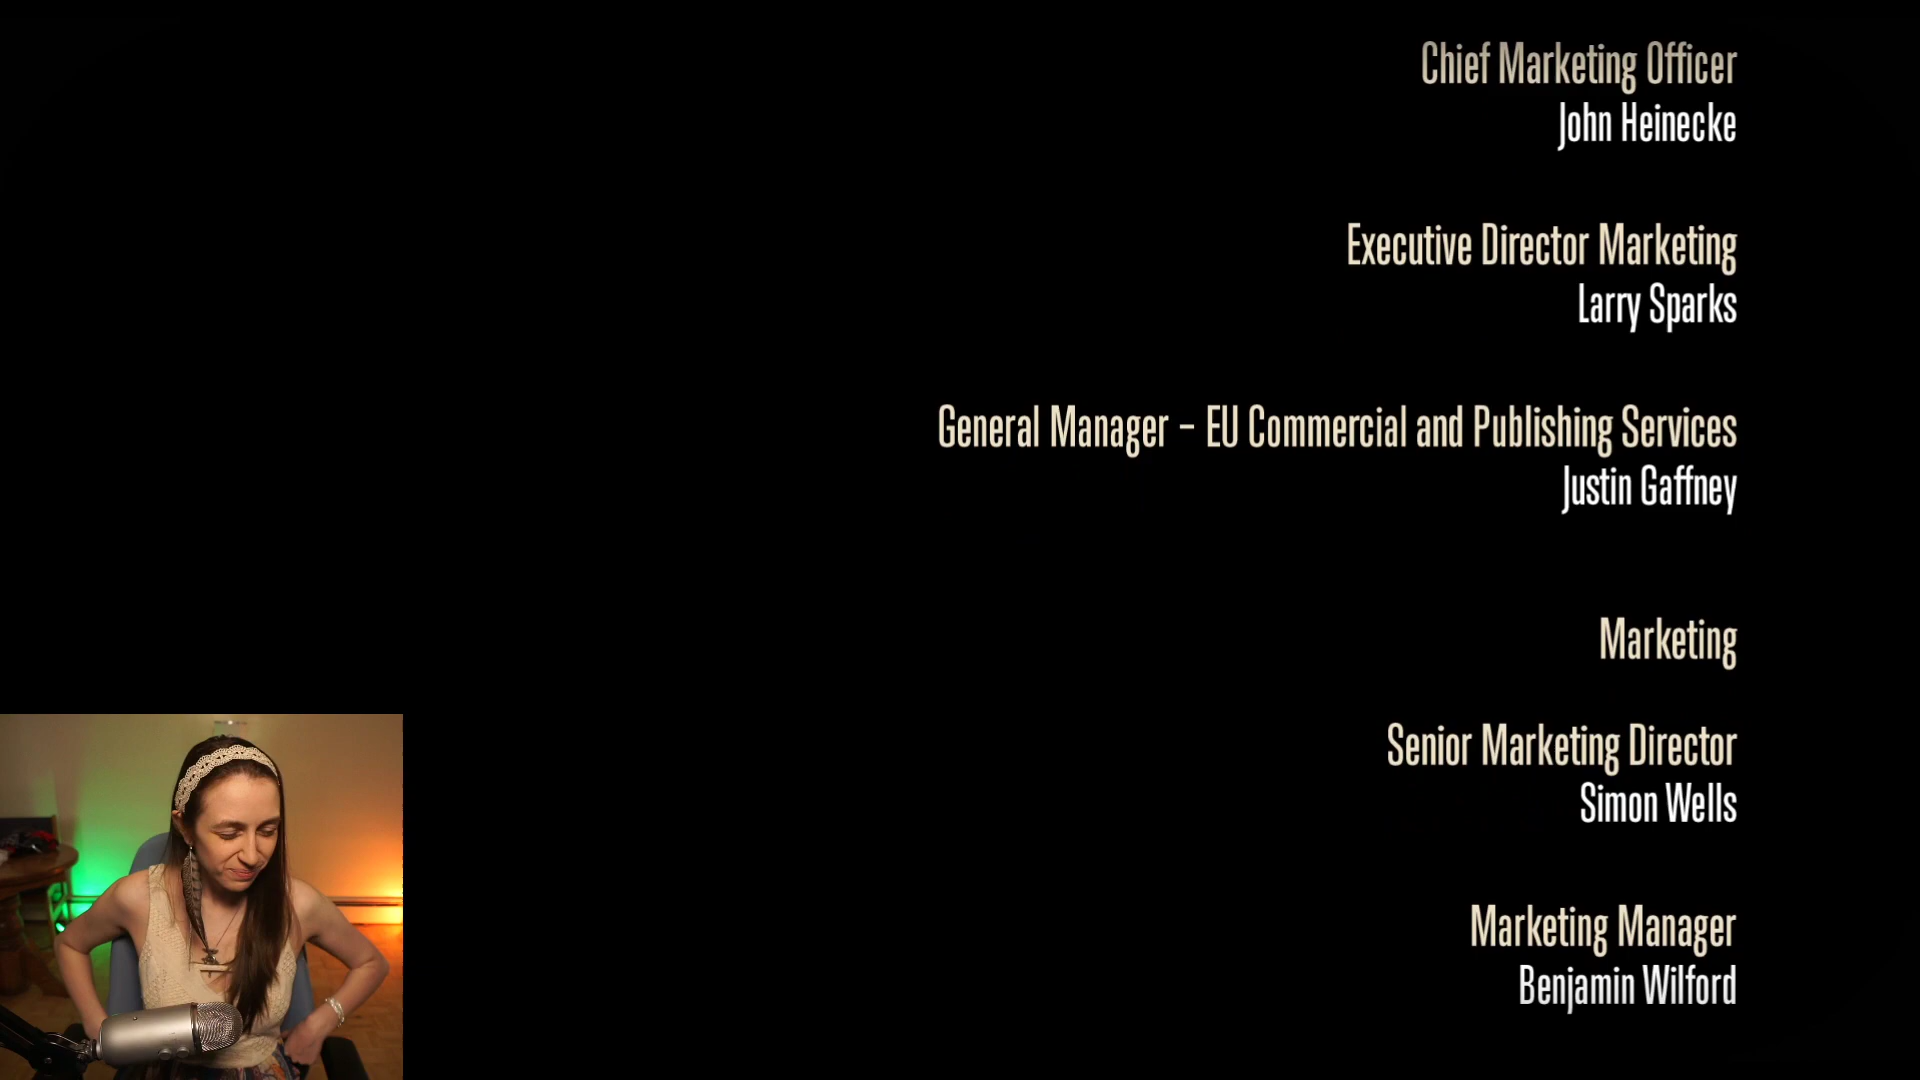 Chief Marketing Officer
John Heinecke
Executive Director Marketing
Larry Sparks
General Manager – EU Commercial and Publishing Services
Justin Gaffney
Marketing
Senior Marketing Director
Simon Wells
Marketing Manager
Benjamin Wilford